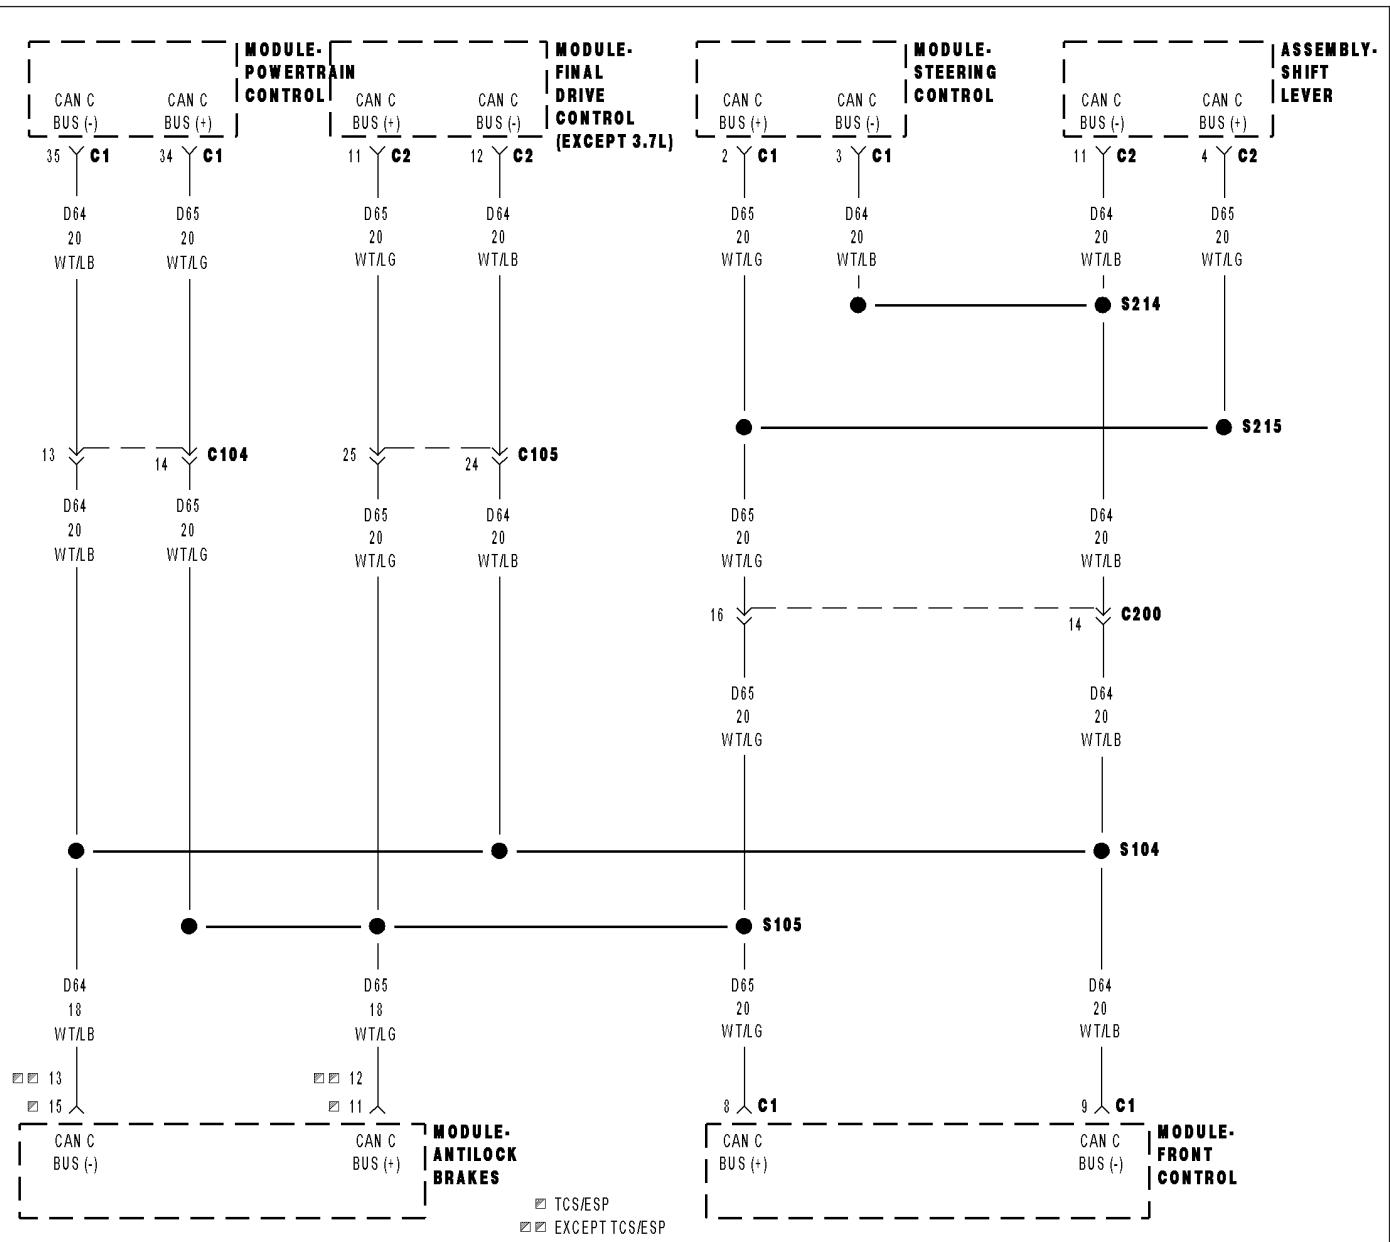 MODULE-
POWERTRAIN
CONTROL
CAN C
BUS (-)
CAN C
BUS (+)
MODULE-
FINAL
DRIVE
CONTROL
(EXCEPT 3.7L)
CAN C
BUS (+)
CAN C
BUS (-)
MODULE-
STEERING
CONTROL
CAN C
BUS (+)
CAN C
BUS (-)
ASSEMBLY-
SHIFT
LEVER
CAN C
BUS (-)
CAN C
BUS (+)
35 C1 34 C1 11 C2 12 C2 2 C1 3 C1 11 C2 4 C2
D64 D65 D65 D64 D65 D64 D64 D65
20 20 20 20 20 20 20 20
WT/LB WT/LG WT/LG WT/LB WT/LG WT/LB WT/LB WT/LG
S214
S215
13 14 C104 25 24 C105
D64 D65 D65 D64 D65 D64
20 20 20 20 20 20
WT/LB WT/LG WT/LG WT/LB WT/LG WT/LB
16 14 C200
D65 D64
20 20
WT/LG WT/LB
S104
S105
D64 D65 D65 D64
18 18 20 20
WT/LB WT/LG WT/LG WT/LB
13 12
15 11 8 C1 9 C1
CAN C
BUS (-)
CAN C
BUS (+)
MODULE-
ANTILOCK
BRAKES
CAN C
BUS (+)
CAN C
BUS (-)
MODULE-
FRONT
CONTROL
TCS/ESP
EXCEPT TCS/ESP